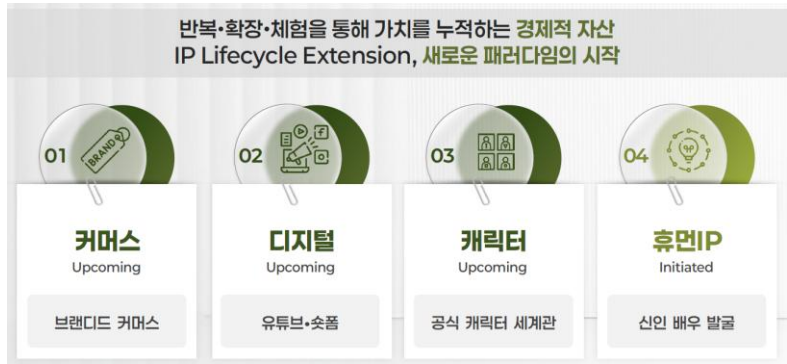 반복•확장•체험을 통해 가치를 누적하는 경제적 자산
IP Lifecycle Extension, 새로운 패러다임의 시작
01
BRAND
커머스
Upcoming
브랜디드 커머스
02
디지털
Upcoming
유튜브•숏폼
03
캐릭터
Upcoming
공식 캐릭터 세계관
04
휴먼IP
Initiated
신인 배우 발굴